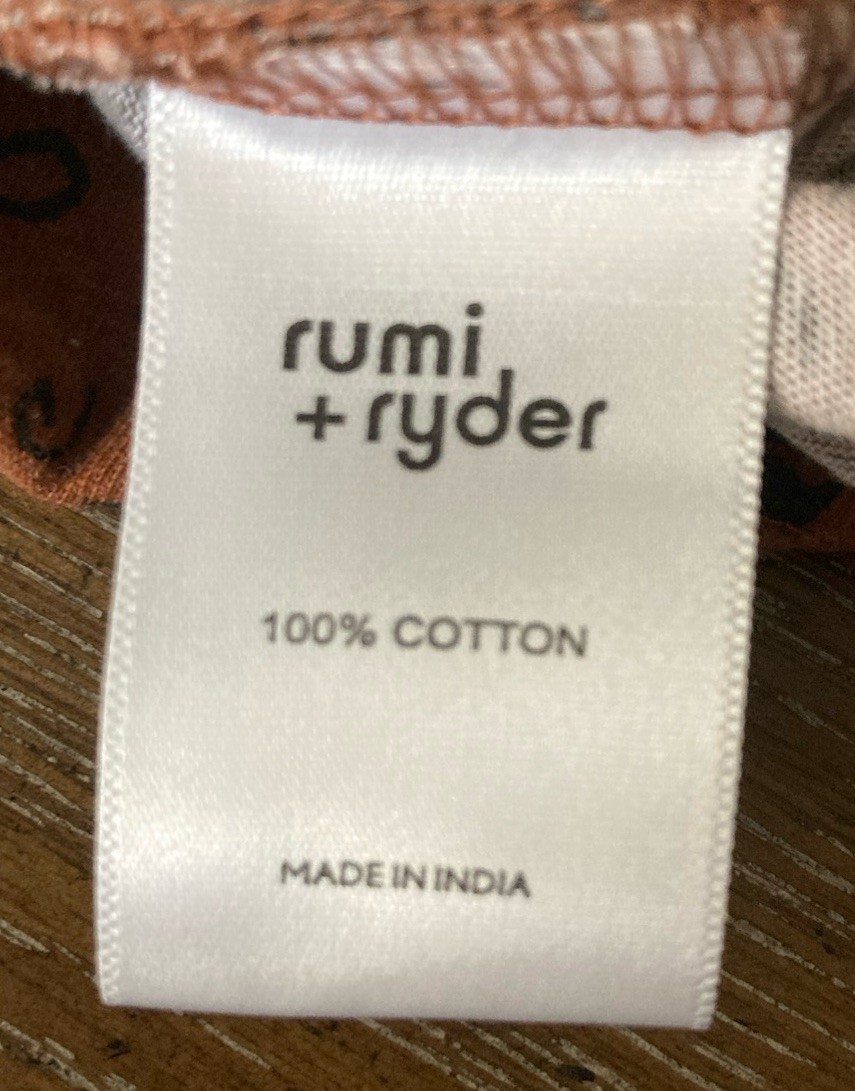 rumi
+ ryder
100% COTTON
MADE IN INDIA